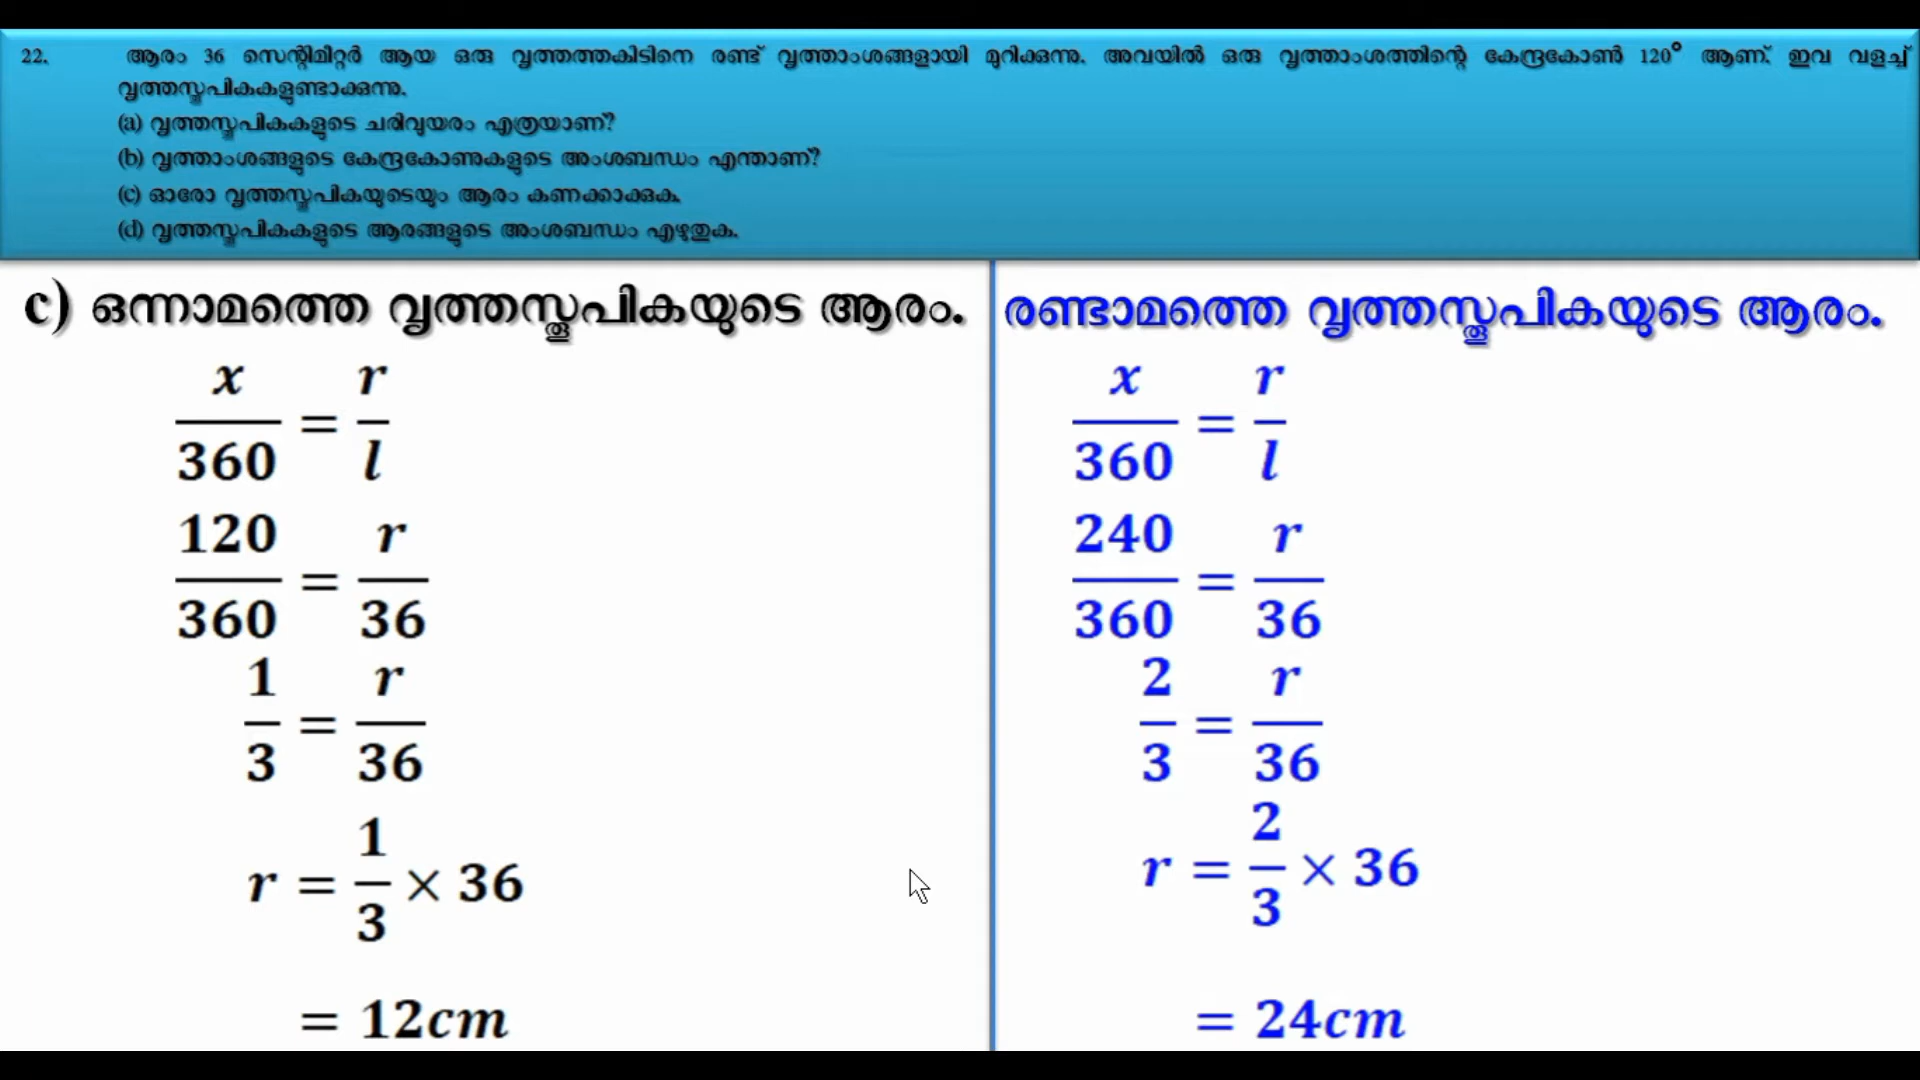 22. ആരം 36 സെന്റിമീറ്റർ ആയ ഒരു വൃത്തത്തകിടിനെ രണ്ട് വൃത്താംശങ്ങളായി മുറിക്കുന്നു. അവയിൽ ഒരു വൃത്താംശത്തിന്റെ കേന്ദ്രകോൺ 120° ആണ്. ഇവ വളച്ച്
വൃത്തസ്തൂപികകളുണ്ടാക്കുന്നു.
(a) വൃത്തസ്തൂപികകളുടെ ചരിവുയരം എത്രയാണ്?
(b) വൃത്താംശങ്ങളുടെ കേന്ദ്രകോണുകളുടെ അംശബന്ധം എന്താണ്?
(c) ഓരോ വൃത്തസ്തൂപികയുടെയും ആരം കണക്കാക്കുക.
(d) വൃത്തസ്തൂപികകളുടെ ആരങ്ങളുടെ അംശബന്ധം എഴുതുക.
c) ഒന്നാമത്തെ വൃത്തസ്തൂപികയുടെ ആരം.
x/360 = r/l
120/360 = r/36
1/3 = r/36
r = 1/3 × 36
= 12cm
രണ്ടാമത്തെ വൃത്തസ്തൂപികയുടെ ആരം.
x/360 = r/l
240/360 = r/36
2/3 = r/36
r = 2/3 × 36
= 24cm